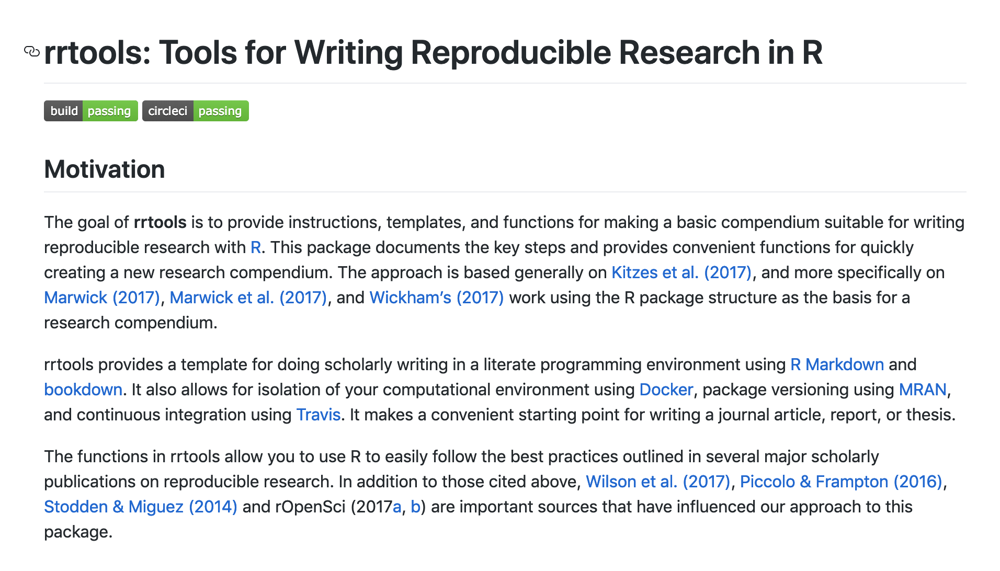 rrtools: Tools for Writing Reproducible Research in R
build passing circleci passing
Motivation
The goal of rrtools is to provide instructions, templates, and functions for making a basic compendium suitable for writing
reproducible research with R. This package documents the key steps and provides convenient functions for quickly
creating a new research compendium. The approach is based generally on Kitzes et al. (2017), and more specifically on
Marwick (2017), Marwick et al. (2017), and Wickham’s (2017) work using the R package structure as the basis for a
research compendium.
rrtools provides a template for doing scholarly writing in a literate programming environment using R Markdown and
bookdown. It also allows for isolation of your computational environment using Docker, package versioning using MRAN,
and continuous integration using Travis. It makes a convenient starting point for writing a journal article, report, or thesis.
The functions in rrtools allow you to use R to easily follow the best practices outlined in several major scholarly
publications on reproducible research. In addition to those cited above, Wilson et al. (2017), Piccolo & Frampton (2016),
Stodden & Miguez (2014) and rOpenSci (2017a, b) are important sources that have influenced our approach to this
package.